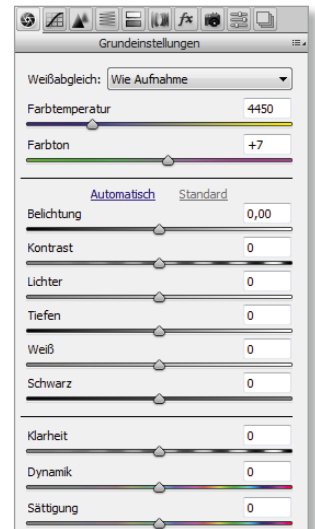 fx
Grundeinstellungen
Weißabgleich: Wie Aufnahme
Farbtemperatur 4450
Farbton +7
Automatisch Standard
Belichtung 0,00
Kontrast 0
Lichter 0
Tiefen 0
Weiß 0
Schwarz 0
Klarheit 0
Dynamik 0
Sättigung 0